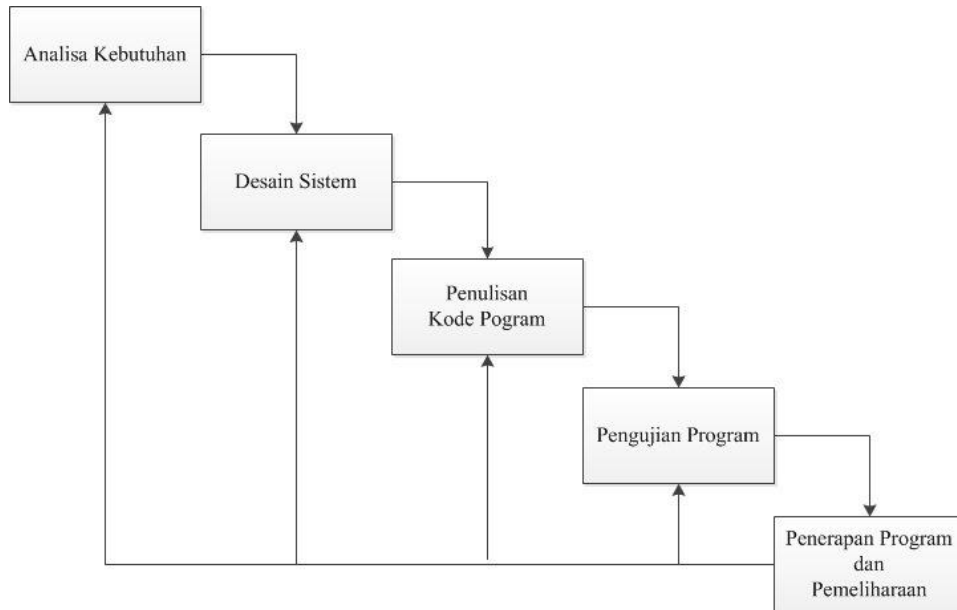 Analisa Kebutuhan
Desain Sistem
Penulisan
Kode Pogram
Pengujian Program
Penerapan Program
dan
Pemeliharaan